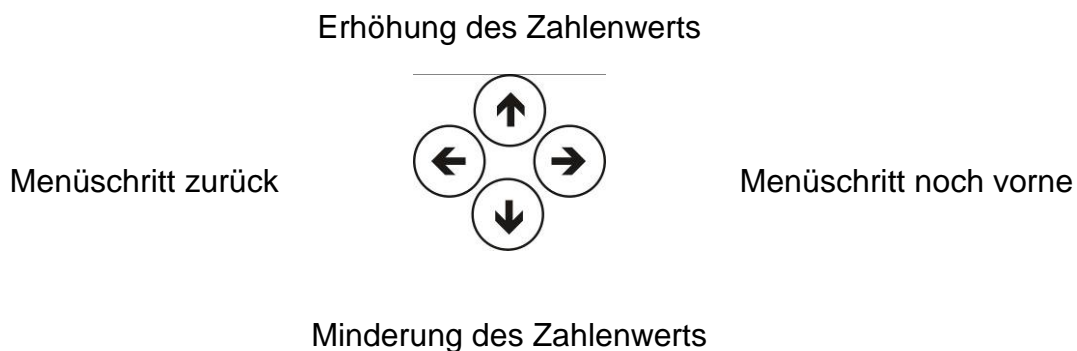 Erhöhung des Zahlenwerts
Menüschritt zurück
Menüschritt noch vorne
Minderung des Zahlenwerts